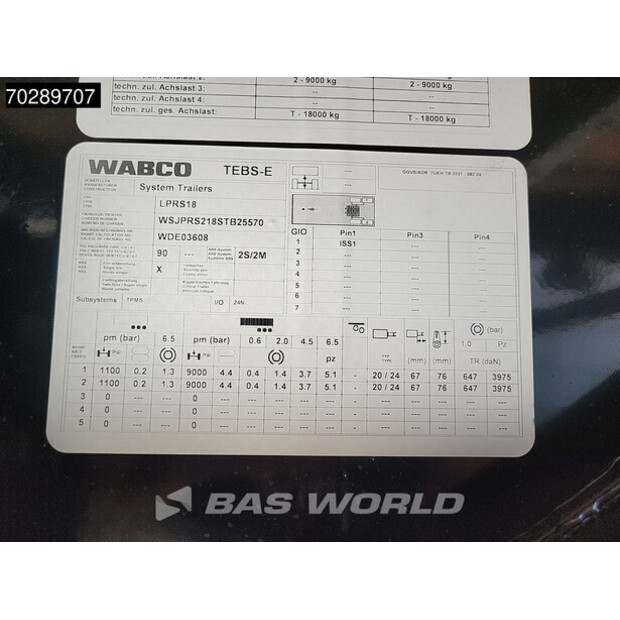 70289707
2 - 9000 kg 2 - 9000 kg
techn. zul. Achslast 3: --- ---
techn. zul. Achslast 4: --- ---
techn. zul. ges. Achslast: T - 18000 kg T - 18000 kg
WABCO TEBS-E
System Trailers
LPRS18
WSJPRS218STB25570
WDE03608
90 --- 2S/2M
X
Subsystems TPMS I/O 24N
GIO Pin1 Pin3 Pin4
1 ISS1 --- ---
2 --- --- ---
3 --- --- ---
4 --- --- ---
5 --- --- ---
6 --- --- ---
7 --- --- ---
pm (bar) 6.5 pm (bar) 0.6 2.0 4.5 6.5 (bar)
pz (mm) (mm) 1.0 Pz
TR (daN)
1 1100 0.2 1.3 9000 4.4 0.4 1.4 3.7 5.1 - 20 / 24 67 76 647 3975
2 1100 0.2 1.3 9000 4.4 0.4 1.4 3.7 5.1 - 20 / 24 67 76 647 3975
3 0 --- --- 0 --- --- --- --- --- - --- --- --- --- ---
4 0 --- --- 0 --- --- --- --- --- - --- --- --- --- ---
5 0 --- --- 0 --- --- --- --- --- - --- --- --- --- ---
BAS WORLD